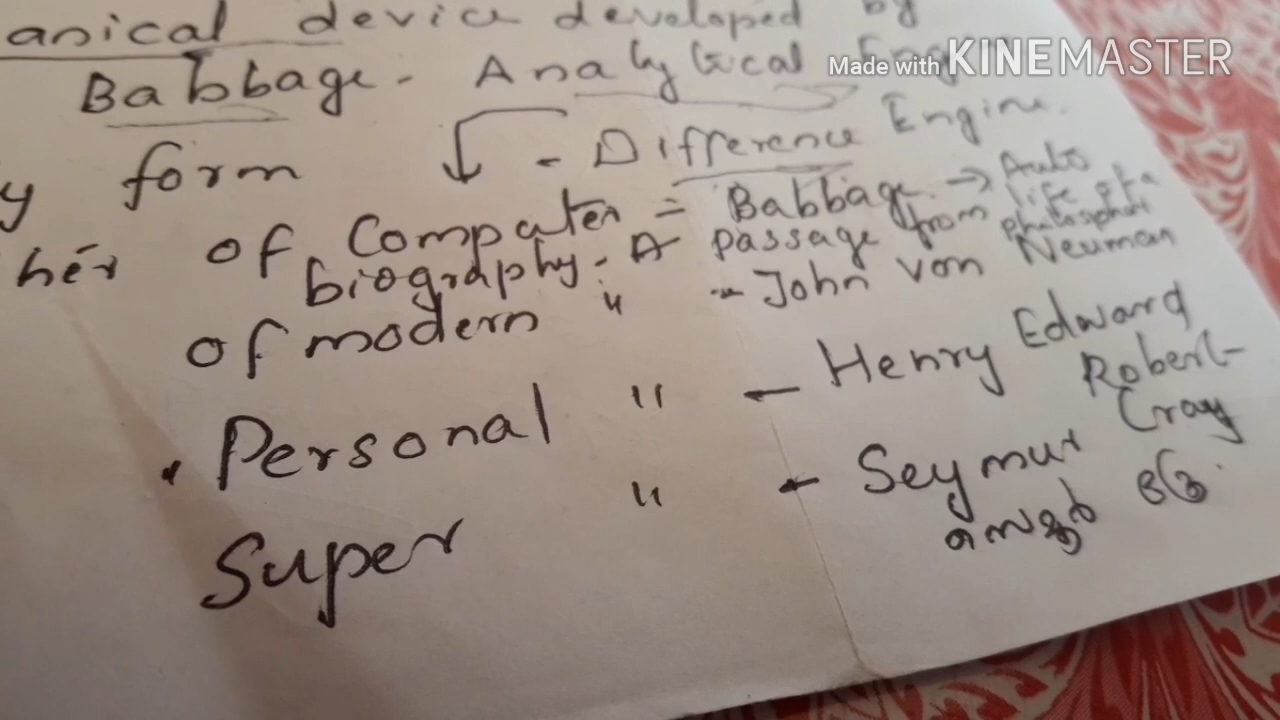 anical device developed by
Babbage - Analytical Engin
Made with KINEMASTER
y form - Difference Engine.
her of Computer = Babbage → Auto
biography - A passage from life of a
philosopher
of modern " - John Von Neuman
. Personal " - Henry Edward
Robert
Super " - Seymur Cray